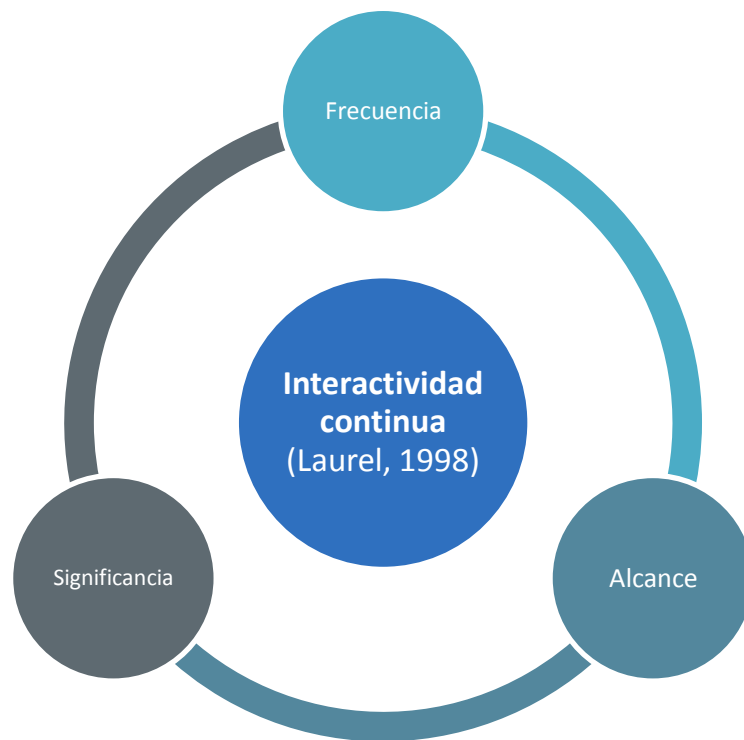 Frecuencia
Interactividad
continua
(Laurel, 1998)
Significancia
Alcance